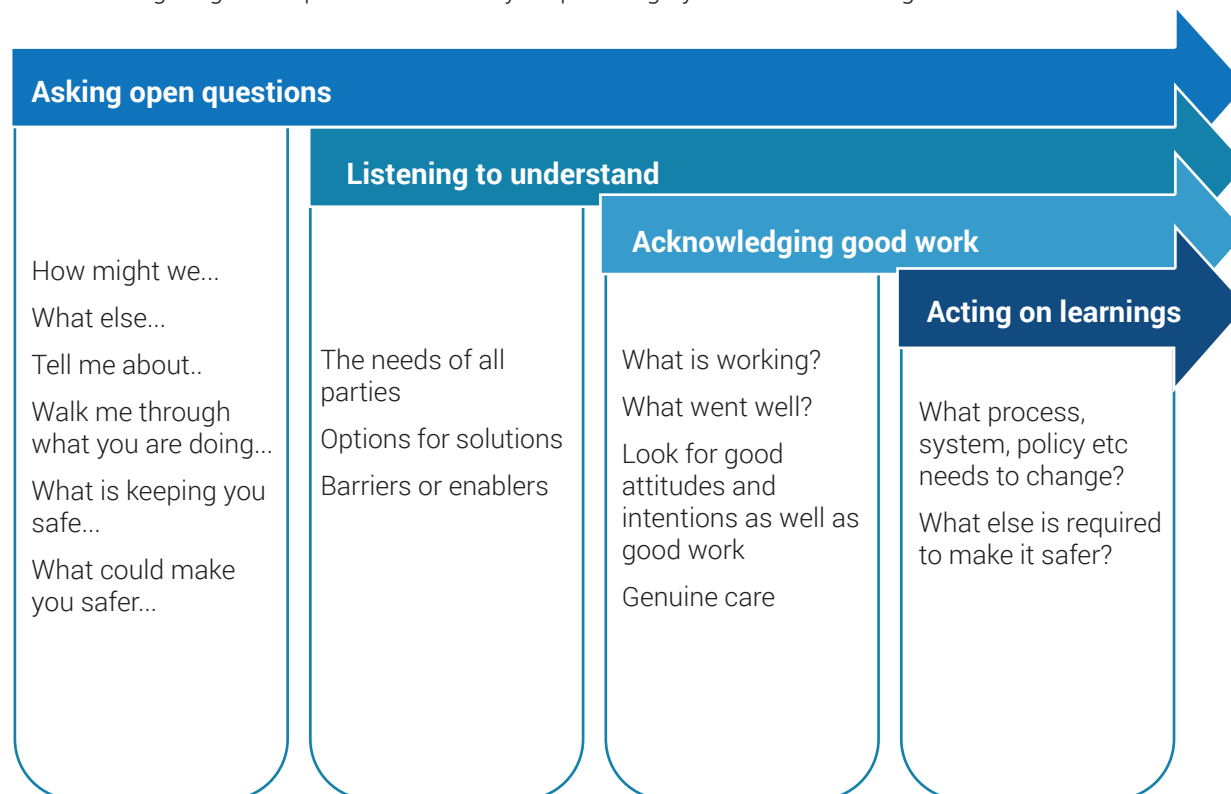 Asking open questions
How might we...
What else...
Tell me about..
Walk me through
what you are doing...
What is keeping you
safe...
What could make
you safer...
Listening to understand
The needs of all
parties
Options for solutions
Barriers or enablers
Acknowledging good work
What is working?
What went well?
Look for good
attitudes and
intentions as well as
good work
Genuine care
Acting on learnings
What process,
system, policy etc
needs to change?
What else is required
to make it safer?